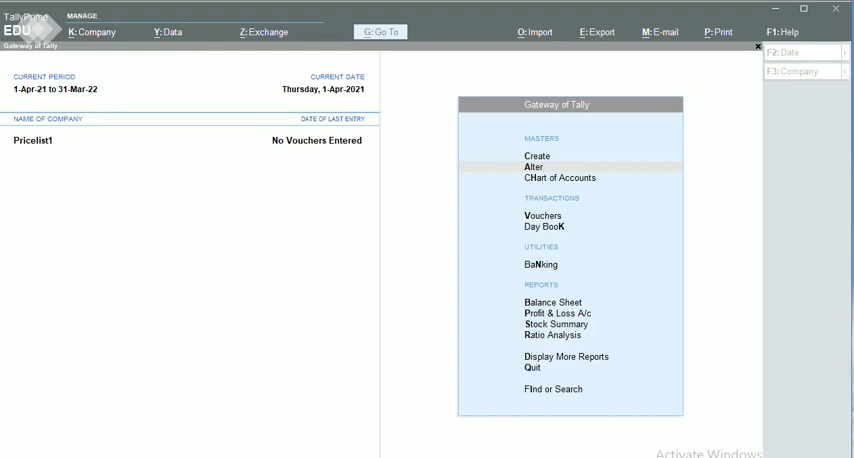 TallyPrime
EDU
MANAGE
K: Company
Y: Data
Z: Exchange
G: Go To
O: Import
E: Export
M: E-mail
P: Print
F1: Help
Gateway of Tally
F2: Date
F3: Company
CURRENT PERIOD
CURRENT DATE
1-Apr-21 to 31-Mar-22
Thursday, 1-Apr-2021
NAME OF COMPANY
DATE OF LAST ENTRY
Pricelist1
No Vouchers Entered
Gateway of Tally
MASTERS
Create
Alter
CHart of Accounts
TRANSACTIONS
Vouchers
Day BooK
UTILITIES
BaNking
REPORTS
Balance Sheet
Profit & Loss A/c
Stock Summary
Ratio Analysis
Display More Reports
Quit
FInd or Search
Activate Windows